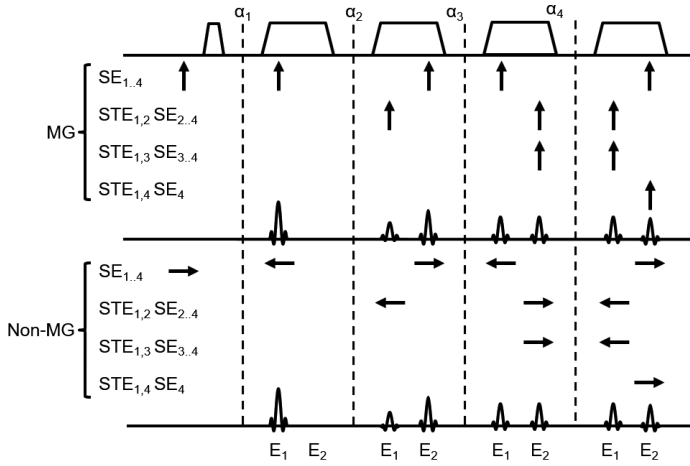 α1 α2 α3 α4
SE1..4
STE1,2 SE2..4
MG
STE1,3 SE3..4
STE1,4 SE4
SE1..4
STE1,2 SE2..4
Non-MG
STE1,3 SE3..4
STE1,4 SE4
E1 E2 E1 E2 E1 E2 E1 E2